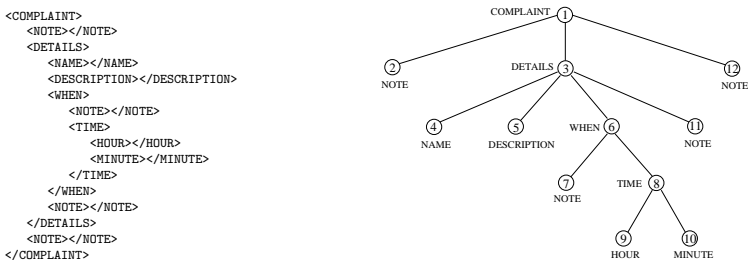 <COMPLAINT>
<NOTE></NOTE>
<DETAILS>
<NAME></NAME>
<DESCRIPTION></DESCRIPTION>
<WHEN>
<NOTE></NOTE>
<TIME>
<HOUR></HOUR>
<MINUTE></MINUTE>
</TIME>
</WHEN>
<NOTE></NOTE>
</DETAILS>
<NOTE></NOTE>
</COMPLAINT>
COMPLAINT 1
2
NOTE
DETAILS 3
12
NOTE
4
NAME
5
DESCRIPTION
WHEN 6
11
NOTE
7
NOTE
TIME 8
9
HOUR
10
MINUTE